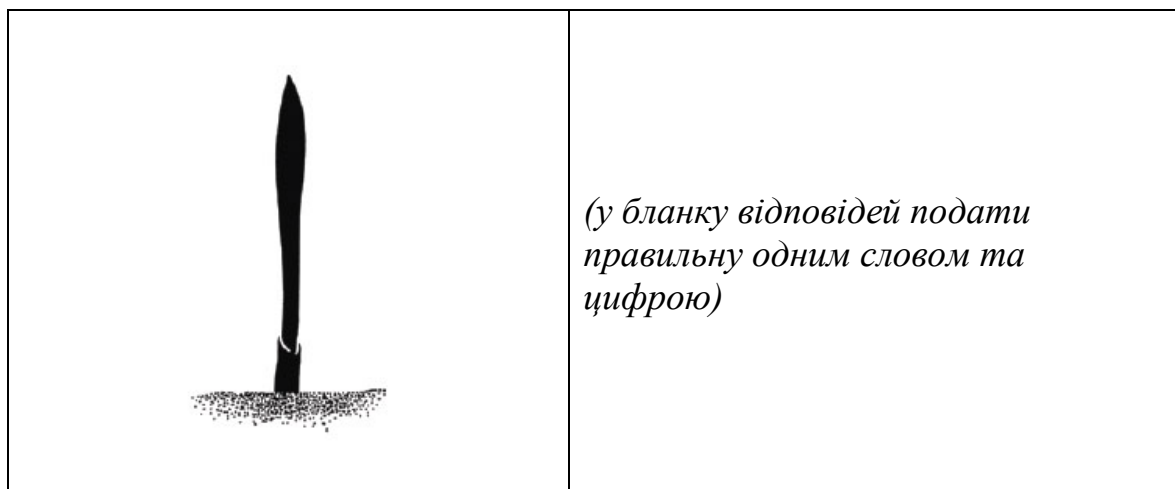 (у бланку відповідей подати
правильну одним словом та
цифрою)